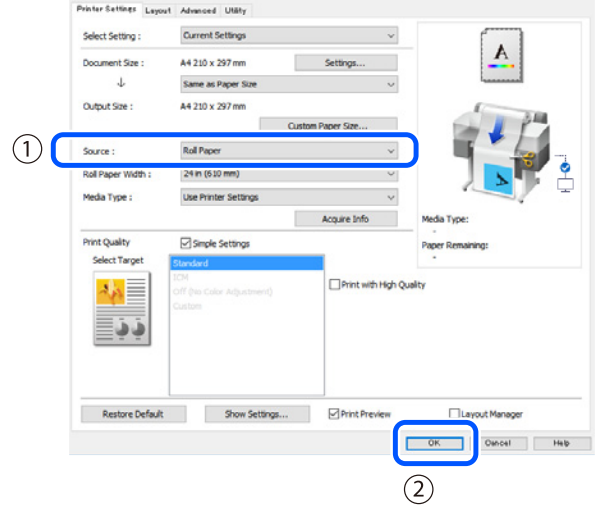 Printer Settings Layout Advanced Utility
Select Setting : Current Settings
Document Size : A4 210 x 297 mm Settings...
↓ Same as Paper Size
Output Size : A4 210 x 297 mm
Custom Paper Size...
① Source : Roll Paper
Roll Paper Width : 24 in (610 mm)
Media Type : Use Printer Settings
Acquire Info
A
A
Media Type:
-
Paper Remaining:
-
Print Quality Simple Settings
Select Target
Standard
ICM
Off (No Color Adjustment)
Custom
Print with High Quality
Restore Default Show Settings... Print Preview Layout Manager
OK Cancel Help
②